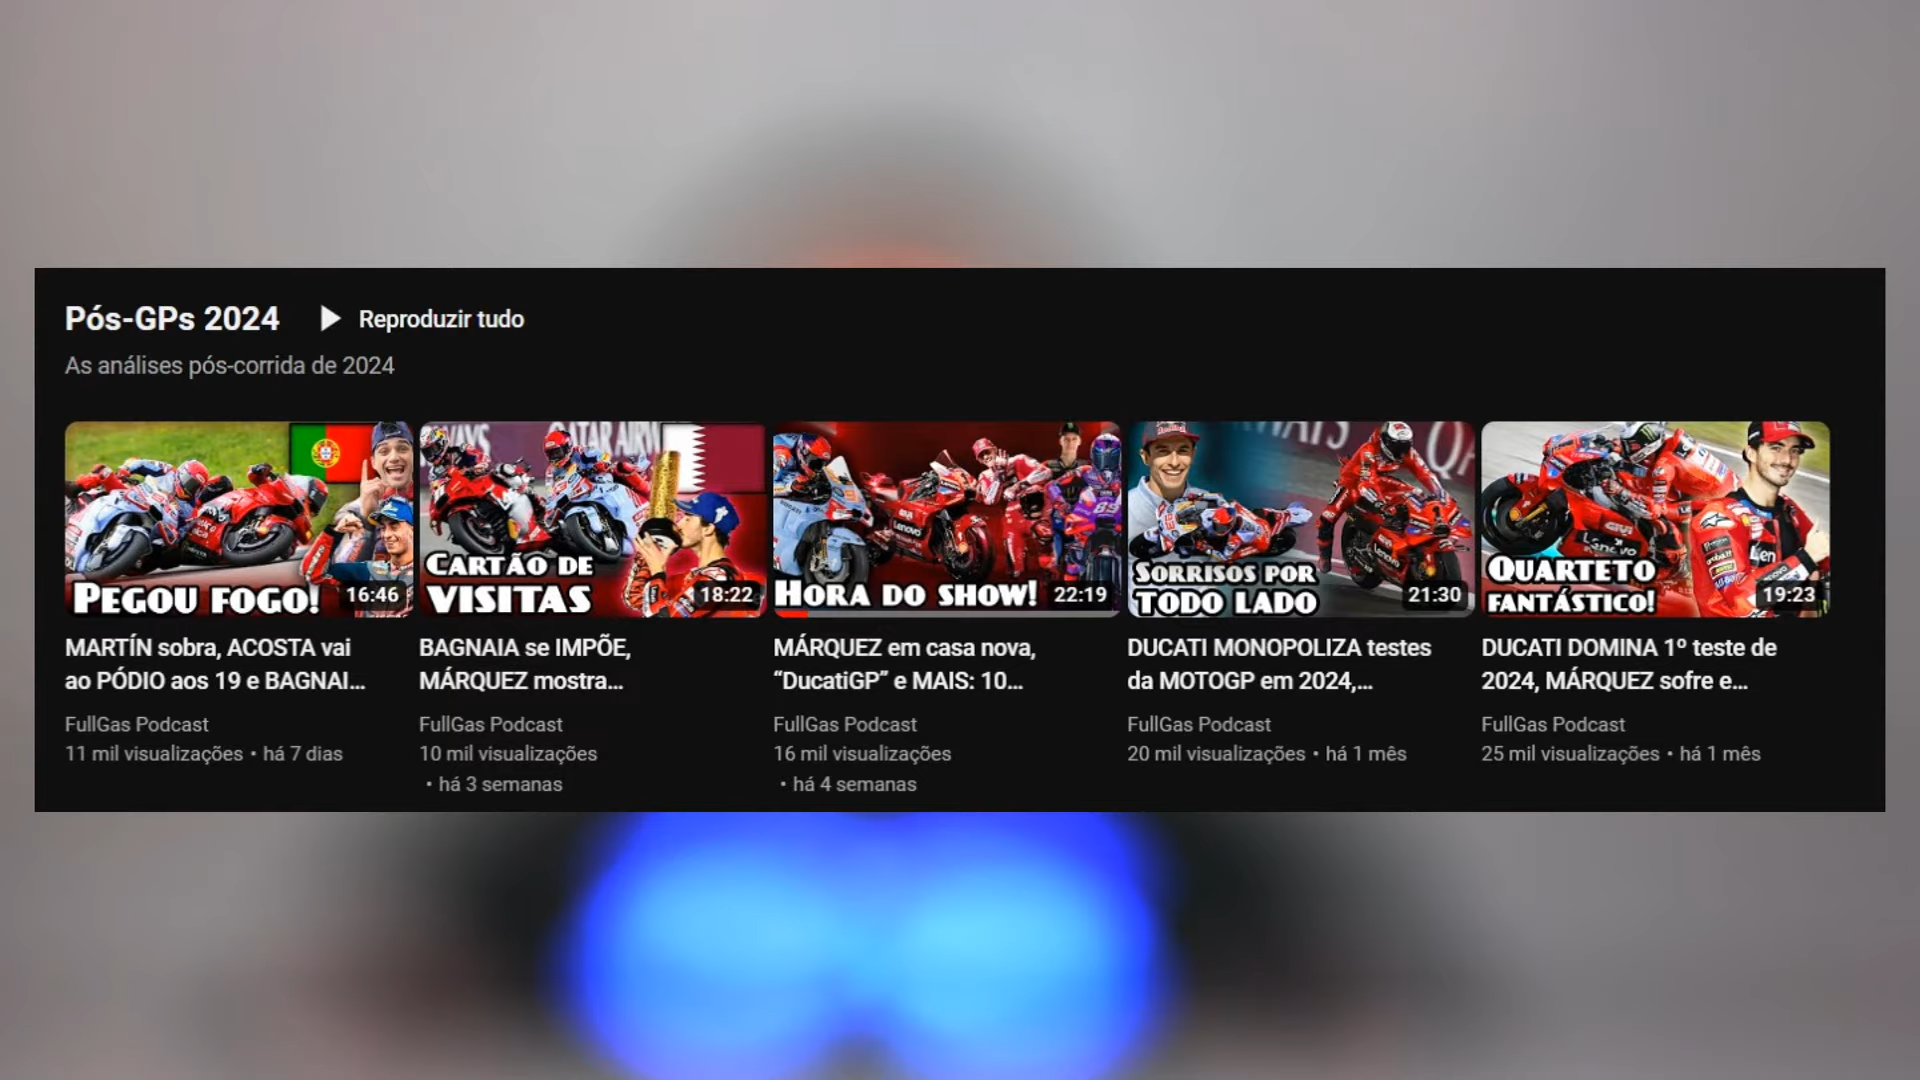 Pós-GPs 2024
Reproduzir tudo
As análises pós-corrida de 2024
PEGOU FOGO!
16:46
CARTÃO DE
VISITAS
18:22
HORA DO SHOW!
22:19
SORRISOS POR
TODO LADO
21:30
QUARTETO
FANTÁSTICO!
19:23
MARTÍN sobra, ACOSTA vai
ao PÓDIO aos 19 e BAGNAI...
FullGas Podcast
11 mil visualizações • há 7 dias
BAGNAIA se IMPÕE,
MÁRQUEZ mostra...
FullGas Podcast
10 mil visualizações
• há 3 semanas
MÁRQUEZ em casa nova,
“DucatiGP” e MAIS: 10...
FullGas Podcast
16 mil visualizações
• há 4 semanas
DUCATI MONOPOLIZA testes
da MOTOGP em 2024,...
FullGas Podcast
20 mil visualizações • há 1 mês
DUCATI DOMINA 1º teste de
2024, MÁRQUEZ sofre e...
FullGas Podcast
25 mil visualizações • há 1 mês